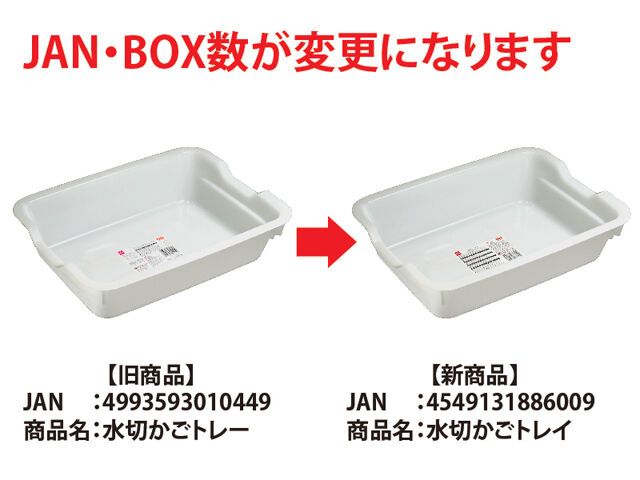 JAN・BOX数が変更になります
【旧商品】
JAN :4993593010449
商品名:水切かごトレー
【新商品】
JAN :4549131886009
商品名:水切かごトレイ